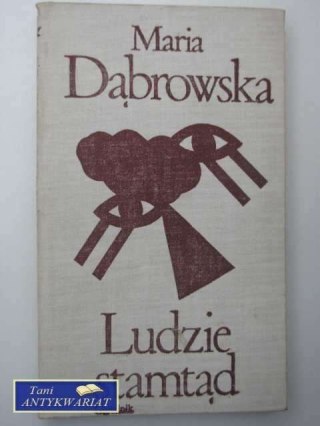 Maria
Dąbrowska
Ludzie
stamtąd
Tani
ANTYKWARIAT